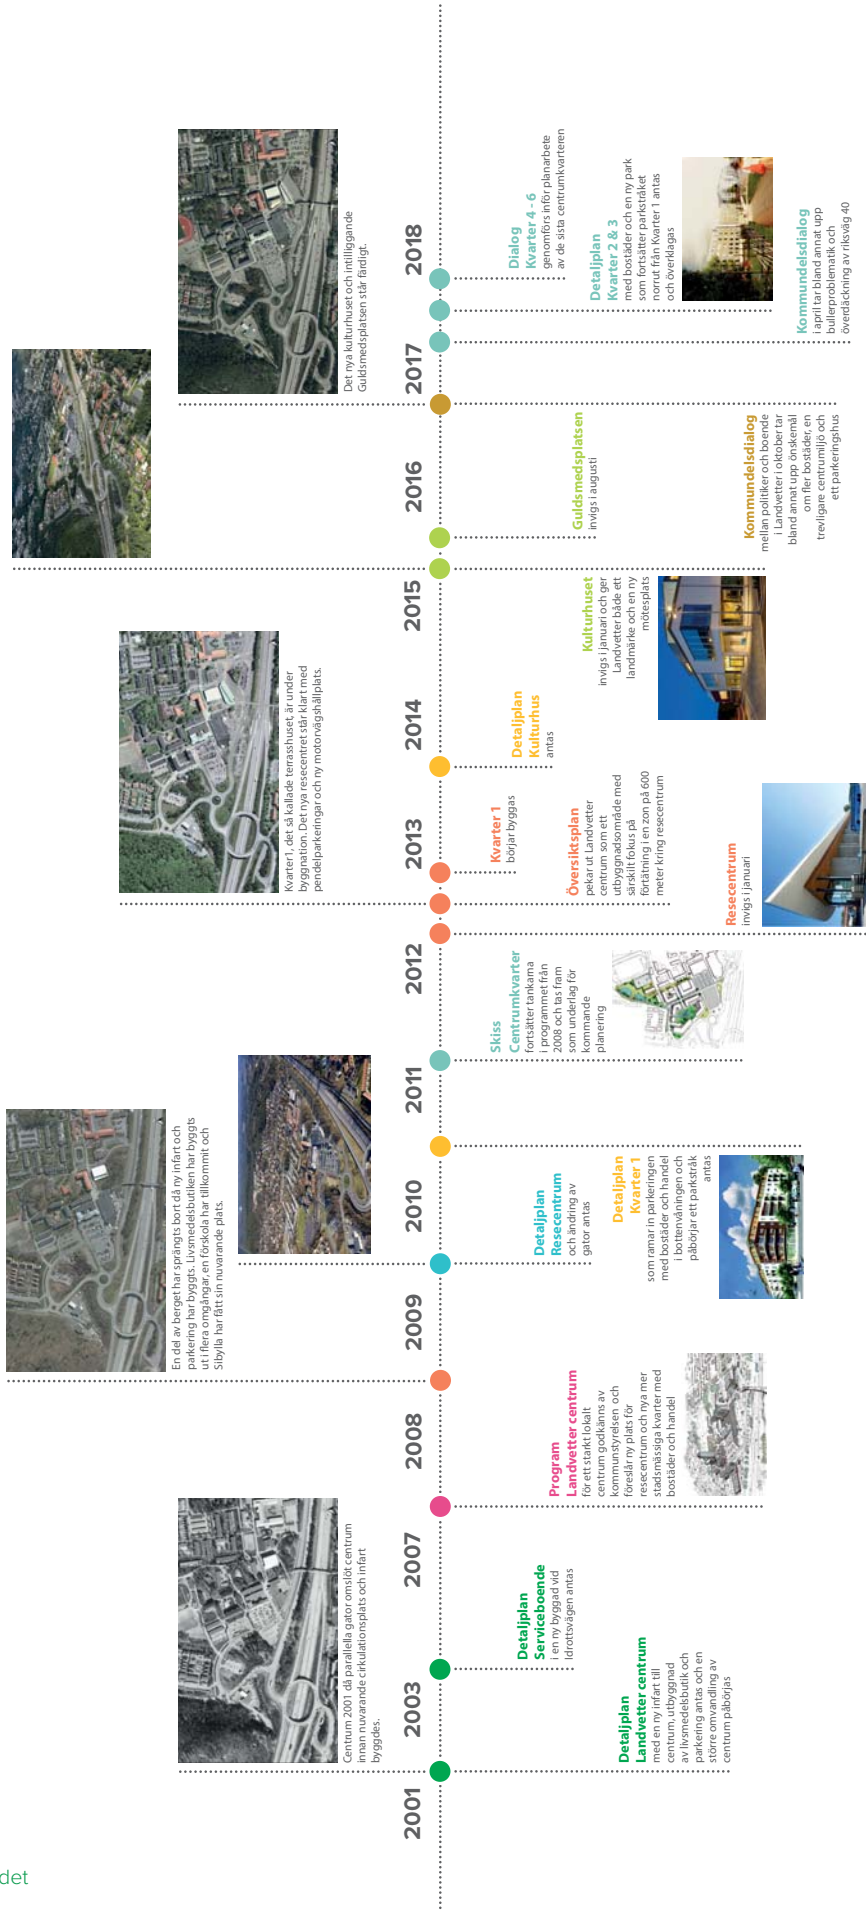 det
2001
2003
2007
2008
2009
2010
2011
2012
2013
2014
2015
2016
2017
2018
Centrum 2001 då parallella gator omslöt centrum
innan nuvarande cirkulationsplats och infart
byggdes.
En del av berget har sprängts bort då ny infart och
parkering har byggts. Livsmedelsbutiken har byggts
ut i flera omgångar, en förskola har tillkommit och
Sibylla har fått sin nuvarande plats.
Kvarter1, det så kallade terrasshuset, är under
byggnation. Det nya resecentret står klart med
pendelparkeringar och ny motorvägshållplats.
Det nya kulturhuset och intilliggande
Guldsmedsplatsen står färdigt.
Detaljplan
Landvetter centrum
med en ny infart till
centrum, utbyggnad
av livsmedelsbutik och
parkering antas och en
större omvandling av
centrum påbörjas
Detaljplan
Serviceboende
i en ny byggad vid
Idrottsvägen antas
Program
Landvetter centrum
för ett starkt lokalt
centrum godkänns av
kommunstyrelsen och
föreslår ny plats för
resecentrum och nya mer
stadsmässiga kvarter med
bostäder och handel
Detaljplan
Resecentrum
och ändring av
gator antas
Detaljplan
Kvarter 1
som ramar in parkeringen
med bostäder och handel
i bottenvåningen och
påbörjar ett parkstråk
antas
Skiss
Centrumkvarter
fortsätter tankarna
i programmet från
2008 och tas fram
som underlag för
kommande
planering
Resecentrum
invigs i januari
Översiktsplan
pekar ut Landvetter
centrum som ett
utbyggnadsområde med
särskilt fokus på
förtätning i en zon på 600
meter kring resecentrum
Kvarter 1
börjar byggas
Detaljplan
Kulturhus
antas
Kulturhuset
invigs i januari och ger
Landvetter både ett
landmärke och en ny
mötesplats
Guldsmedsplatsen
invigs i augusti
Kommundelsdialog
mellan politiker och boende
i Landvetter i oktober tar
bland annat upp önskemål
om fler bostäder, en
trevligare centrumiljö och
ett parkeringshus
Kommundelsdialog
i april tar bland annat upp
bullerproblematik och
överdäckning av riksväg 40
Detaljplan
Kvarter 2 & 3
med bostäder och en ny park
som fortsätter parkstråket
norrut från Kvarter 1 antas
och överklagas
Dialog
Kvarter 4 - 6
genomförs inför planarbete
av de sista centrumkvarteren